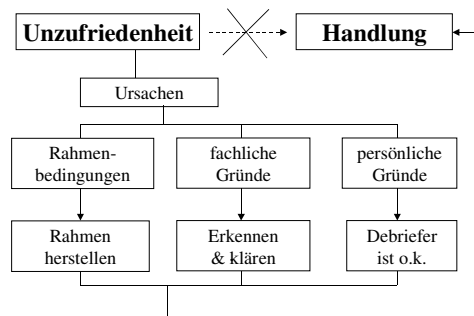 Unzufriedenheit
Handlung
Ursachen
Rahmen-
bedingungen
fachliche
Gründe
persönliche
Gründe
Rahmen
herstellen
Erkennen
& klären
Debriefer
ist o.k.